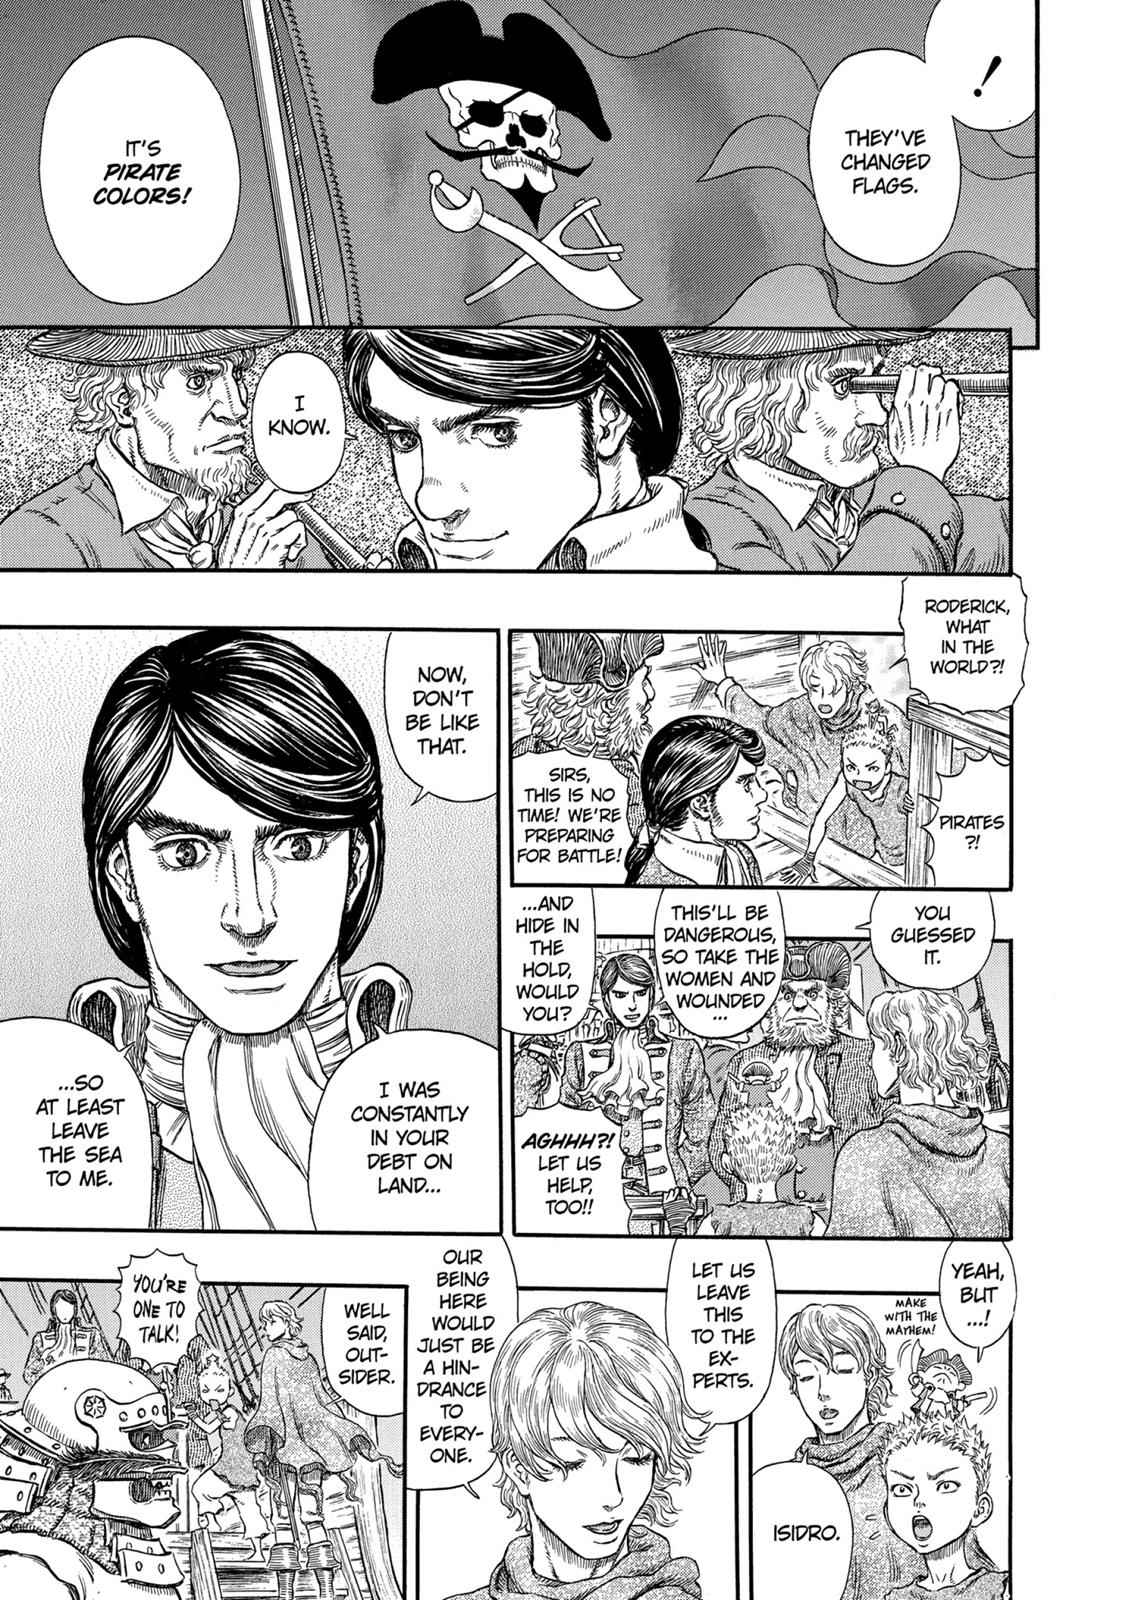 !
THEY'VE
CHANGED
FLAGS.
IT'S
PIRATE
COLORS!
I
KNOW.
RODERICK,
WHAT
IN THE
WORLD?!
PIRATES
?!
SIRS,
THIS IS NO
TIME! WE'RE
PREPARING
FOR BATTLE!
YOU
GUESSED
IT.
THIS'LL BE
DANGEROUS,
SO TAKE THE
WOMEN AND
WOUNDED
...
...AND
HIDE IN
THE
HOLD,
WOULD
YOU?
AGHHH?!
LET US
HELP,
TOO!!
NOW,
DON'T
BE LIKE
THAT.
I WAS
CONSTANTLY
IN YOUR
DEBT ON
LAND...
...SO
AT LEAST
LEAVE
THE SEA
TO ME.
YEAH,
BUT
...!
MAKE
WITH THE
MAYHEM!
ISIDRO.
LET US
LEAVE
THIS
TO THE
EX-
PERTS.
OUR
BEING
HERE
WOULD
JUST BE
A HIN-
DRANCE
TO
EVERY-
ONE.
WELL
SAID,
OUT-
SIDER.
YOU'RE
ONE TO
TALK!